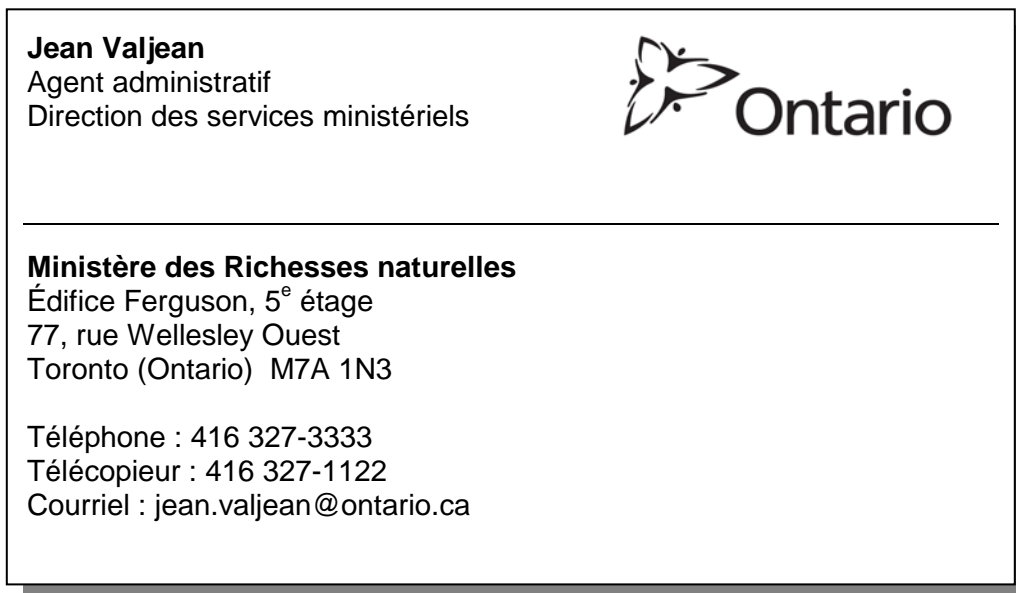 Jean Valjean
Agent administratif
Direction des services ministériels
Ontario
Ministère des Richesses naturelles
Édifice Ferguson, 5e étage
77, rue Wellesley Ouest
Toronto (Ontario)  M7A 1N3
Téléphone : 416 327-3333
Télécopieur : 416 327-1122
Courriel : jean.valjean@ontario.ca